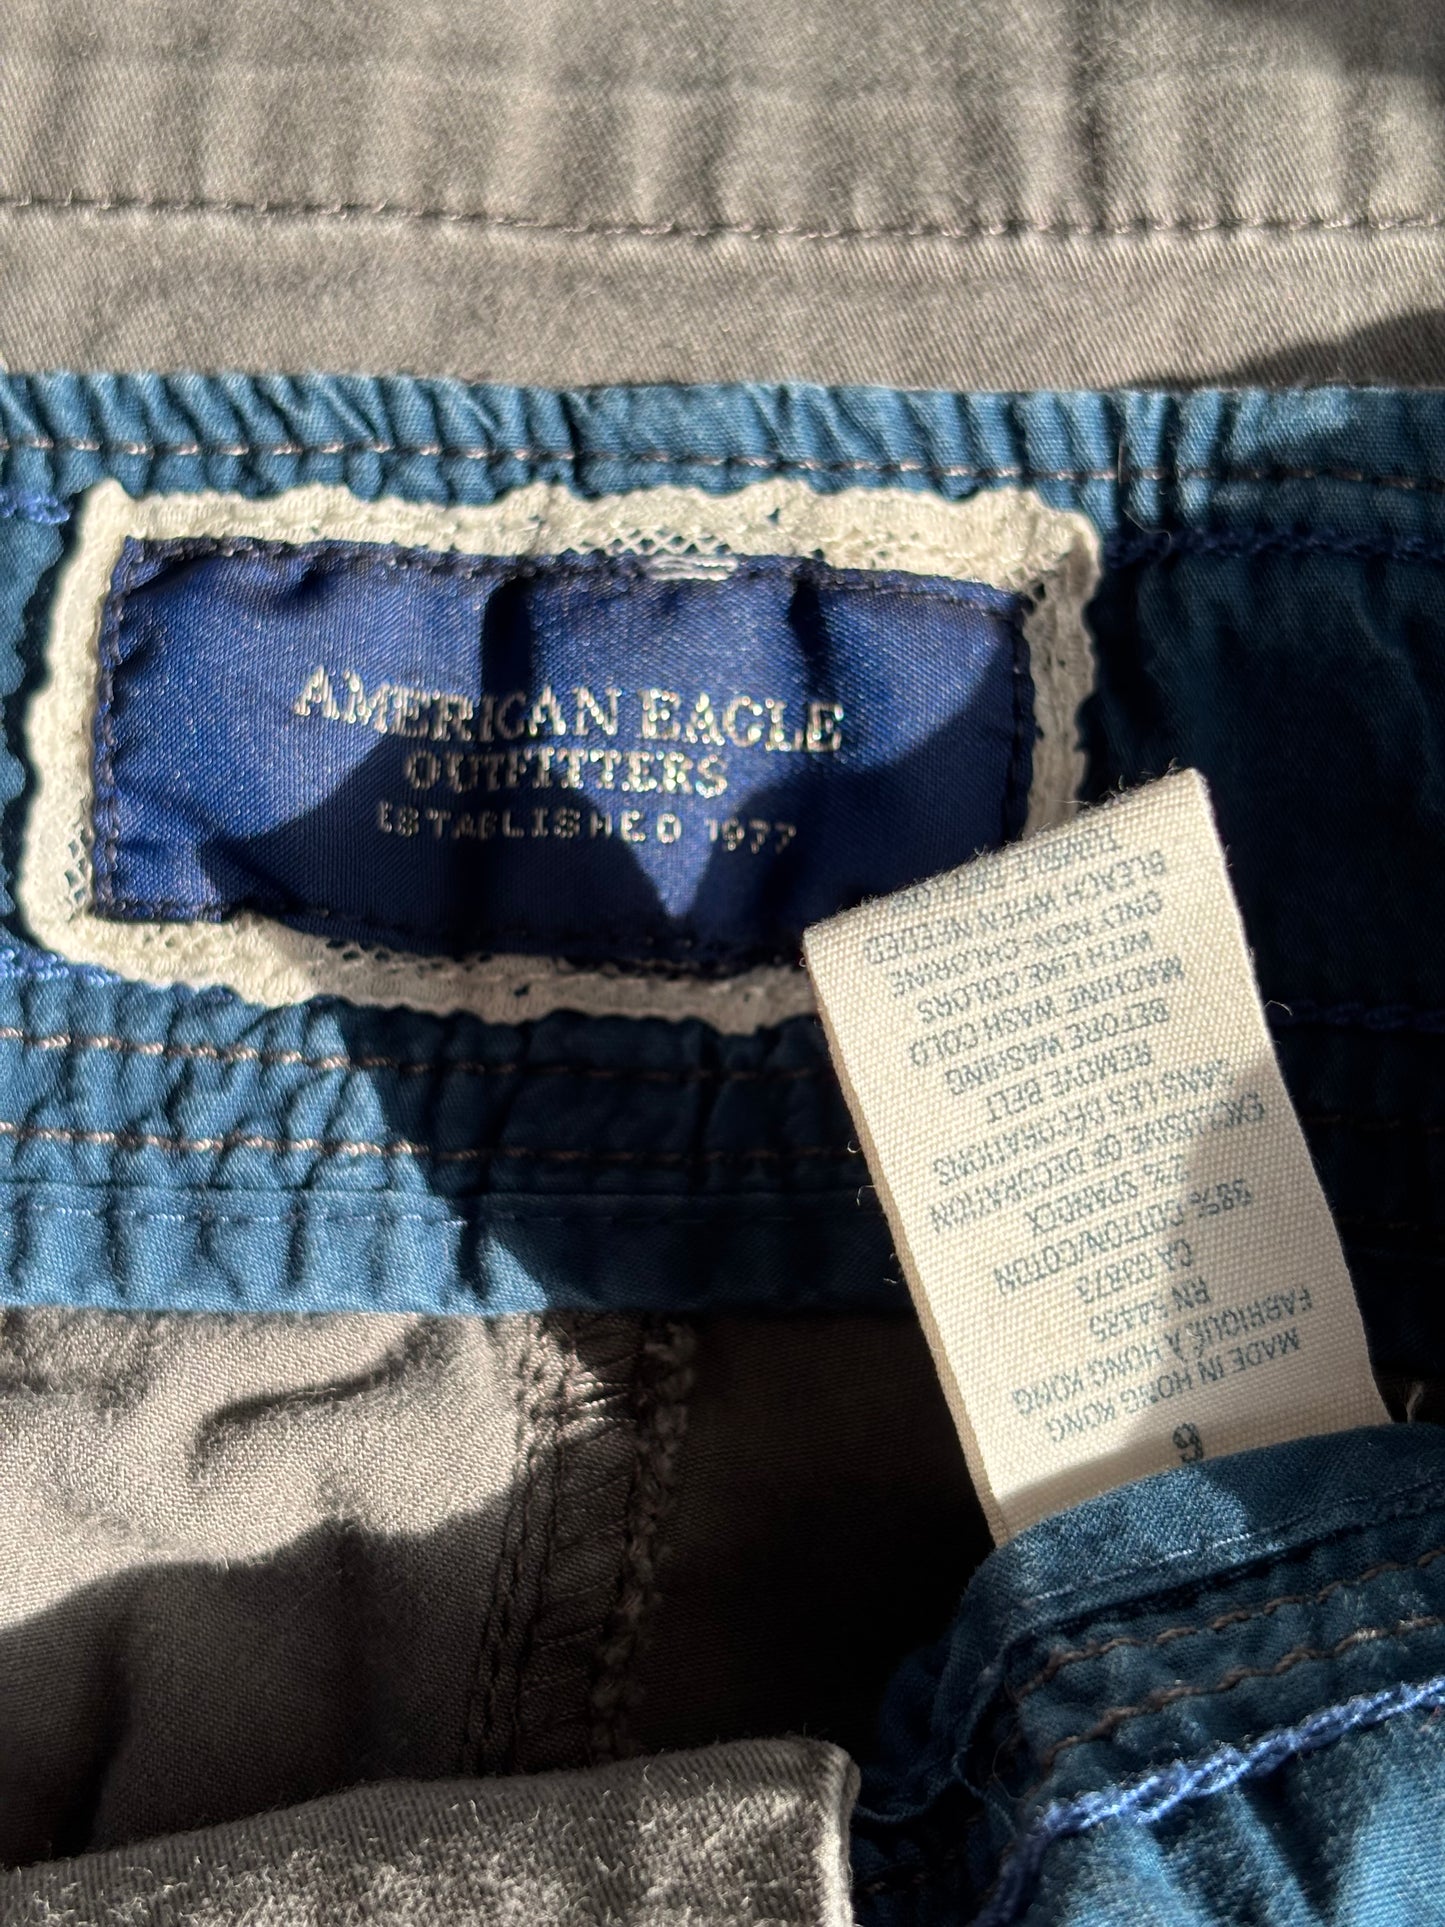 AMERICAN EAGLE
OUTFITTERS
ESTABLISHED 1977
6
MADE IN HONG KONG
FABRIQUÉ À HONG KONG
RN 54485
CA 03873
98% COTTON/COTON
2% SPANDEX
EXCLUSIVE OF DECORATION
SANS LES DÉCORATIONS
REMOVE BELT
BEFORE WASHING
MACHINE WASH COLD
WITH LIKE COLORS
ONLY NON-CHLORINE
BLEACH WHEN NEEDED
TUMBLE DRY LOW